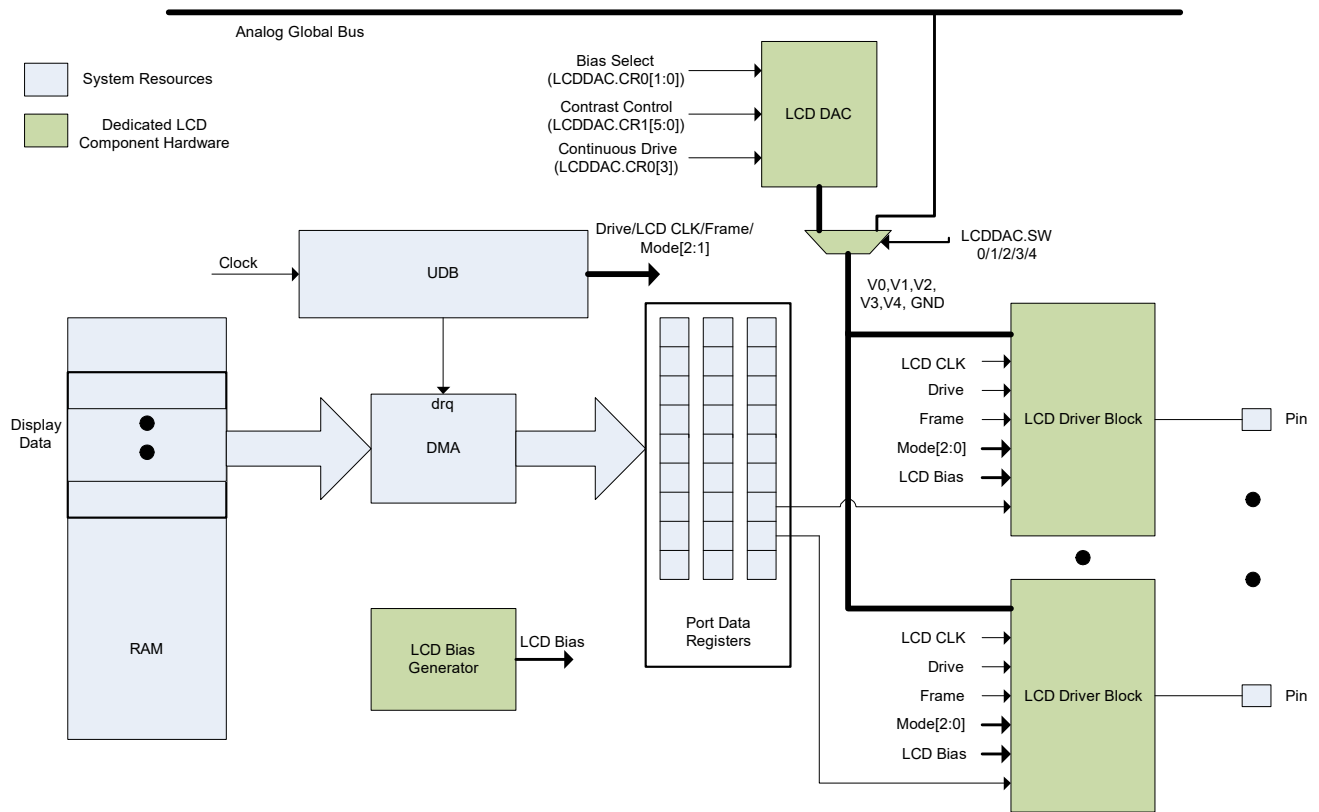 Analog Global Bus
System Resources
Dedicated LCD
Component Hardware
Bias Select
(LCDDAC.CR0[1:0])
Contrast Control
(LCDDAC.CR1[5:0])
Continuous Drive
(LCDDAC.CR0[3])
LCD DAC
LCDDAC.SW
0/1/2/3/4
Clock
UDB
Drive/LCD CLK/Frame/
Mode[2:1]
V0,V1,V2,
V3,V4, GND
Display
Data
RAM
drq
DMA
Port Data
Registers
LCD Bias
Generator
LCD Bias
LCD CLK
Drive
Frame
Mode[2:0]
LCD Bias
LCD Driver Block
Pin
LCD CLK
Drive
Frame
Mode[2:0]
LCD Bias
LCD Driver Block
Pin